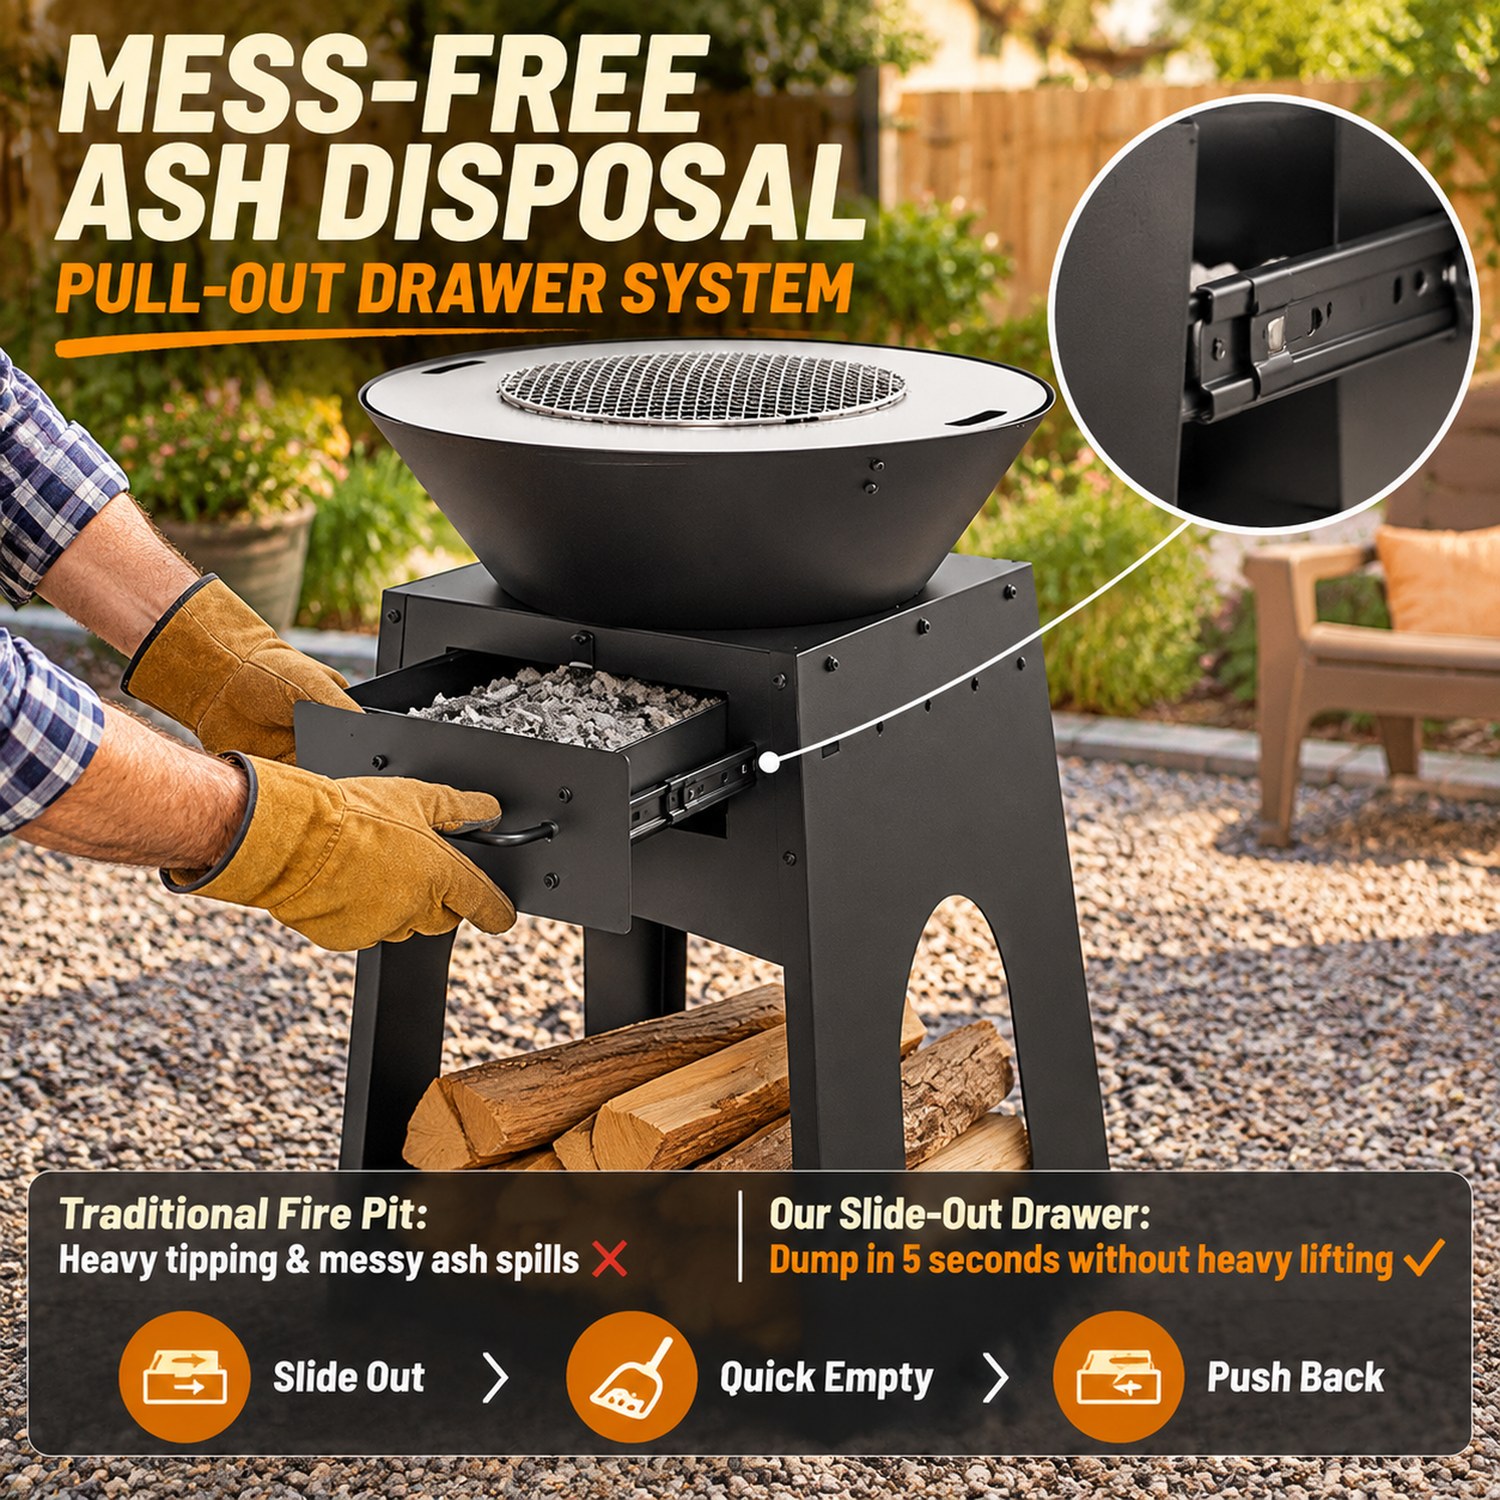 MESS-FREE
ASH DISPOSAL
PULL-OUT DRAWER SYSTEM
Traditional Fire Pit:
Heavy tipping & messy ash spills
Our Slide-Out Drawer:
Dump in 5 seconds without heavy lifting
Slide Out
Quick Empty
Push Back